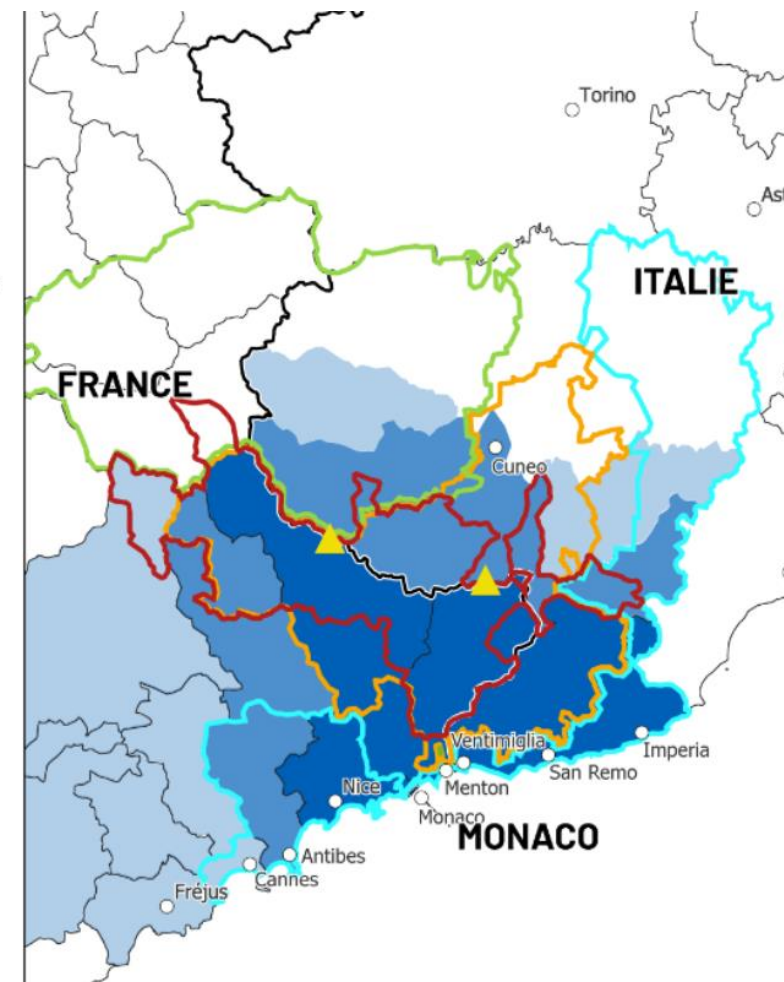 Torino
Ast
ITALIE
FRANCE
Cuneo
Ventimiglia
Imperia
San Remo
Menton
Nice
Monaco
MONACO
Antibes
Cannes
Fréjus